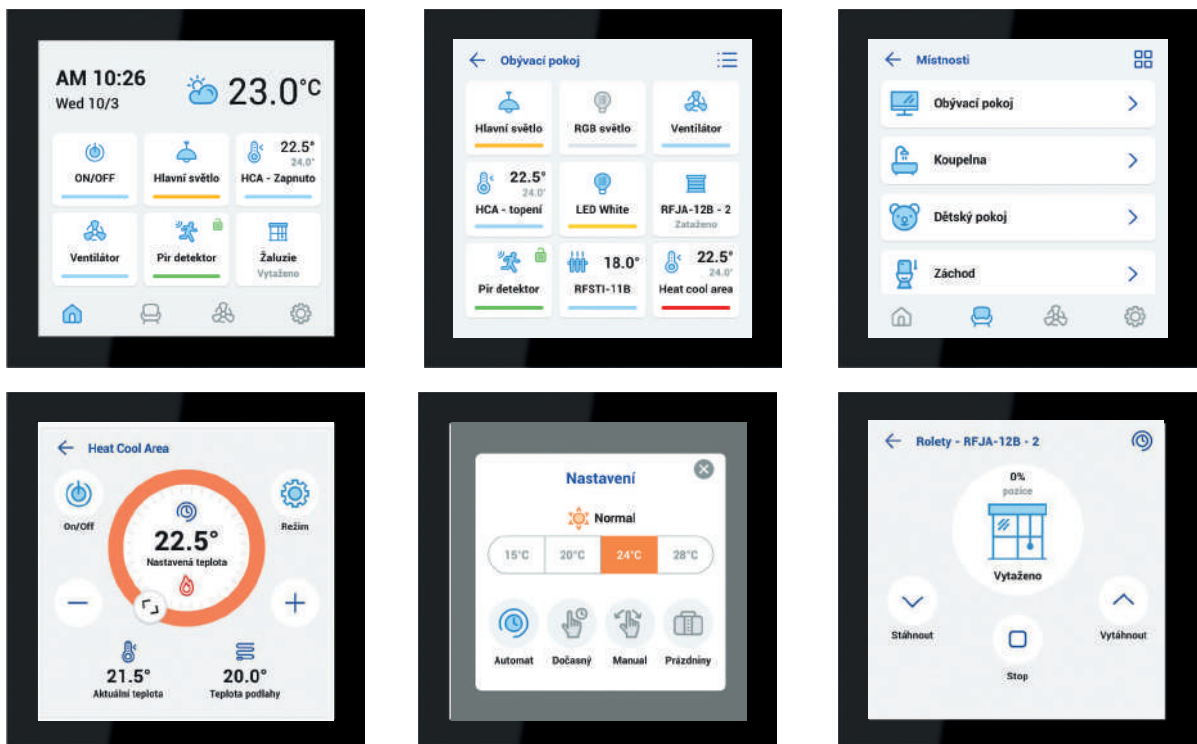 AM 10:26
Wed 10/3
23.0°C
ON/OFF
Hlavní světlo
22.5°
24.0°
HCA - Zapnuto
Ventilátor
Pir detektor
Žaluzie
Vytaženo
Obývací pokoj
Hlavní světlo
RGB světlo
Ventilátor
22.5°
24.0°
HCA - topení
LED White
RFJA-12B - 2
Zataženo
Pir detektor
18.0°
RFSTI-11B
22.5°
24.0°
Heat cool area
Místnosti
Obývací pokoj
Koupelna
Dětský pokoj
Záchod
Heat Cool Area
On/Off
Režim
22.5°
Nastavená teplota
21.5°
Aktuální teplota
20.0°
Teplota podlahy
Nastavení
Normal
15°C 20°C 24°C 28°C
Automat Dočasný Manual Prázdniny
Rolety - RFJA-12B - 2
0%
pozice
Vytaženo
Stáhnout
Vytáhnout
Stop